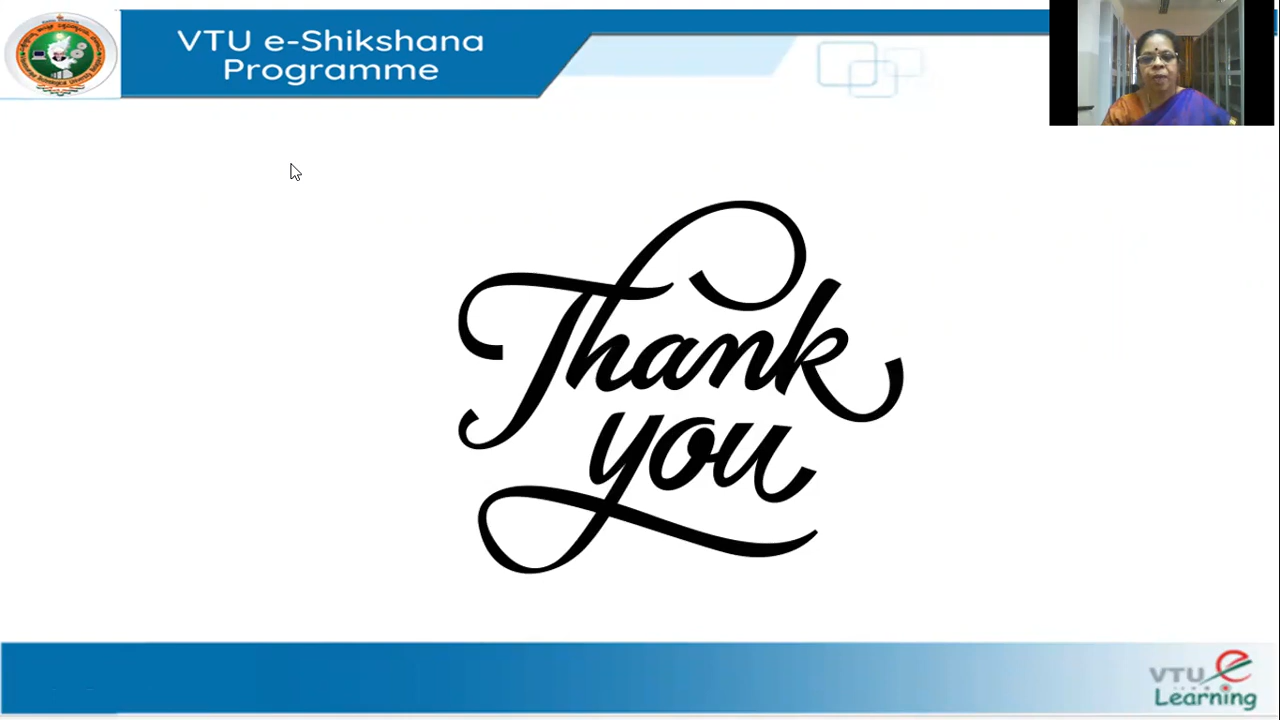 VTU e-Shikshana
Programme
Thank
you
VTU e
Learning